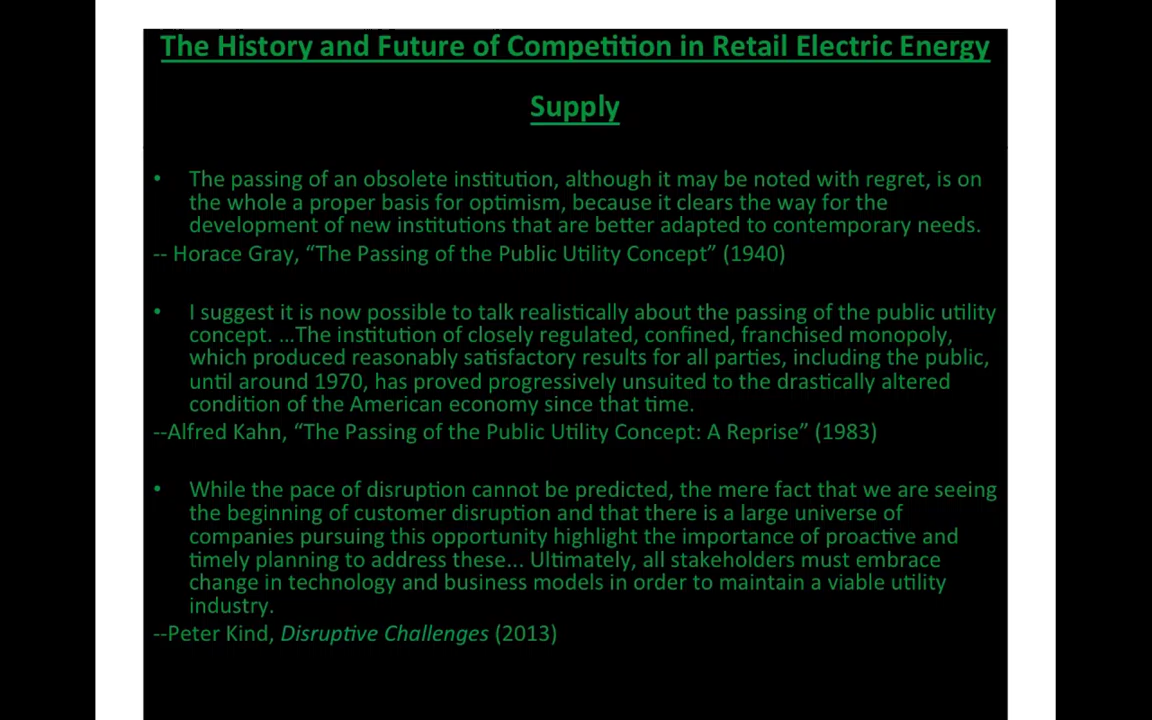 The History and Future of Competition in Retail Electric Energy
Supply
• The passing of an obsolete institution, although it may be noted with regret, is on
the whole a proper basis for optimism, because it clears the way for the
development of new institutions that are better adapted to contemporary needs.
-- Horace Gray, “The Passing of the Public Utility Concept” (1940)
• I suggest it is now possible to talk realistically about the passing of the public utility
concept. …The institution of closely regulated, confined, franchised monopoly,
which produced reasonably satisfactory results for all parties, including the public,
until around 1970, has proved progressively unsuited to the drastically altered
condition of the American economy since that time.
--Alfred Kahn, “The Passing of the Public Utility Concept: A Reprise” (1983)
• While the pace of disruption cannot be predicted, the mere fact that we are seeing
the beginning of customer disruption and that there is a large universe of
companies pursuing this opportunity highlight the importance of proactive and
timely planning to address these... Ultimately, all stakeholders must embrace
change in technology and business models in order to maintain a viable utility
industry.
--Peter Kind, Disruptive Challenges (2013)